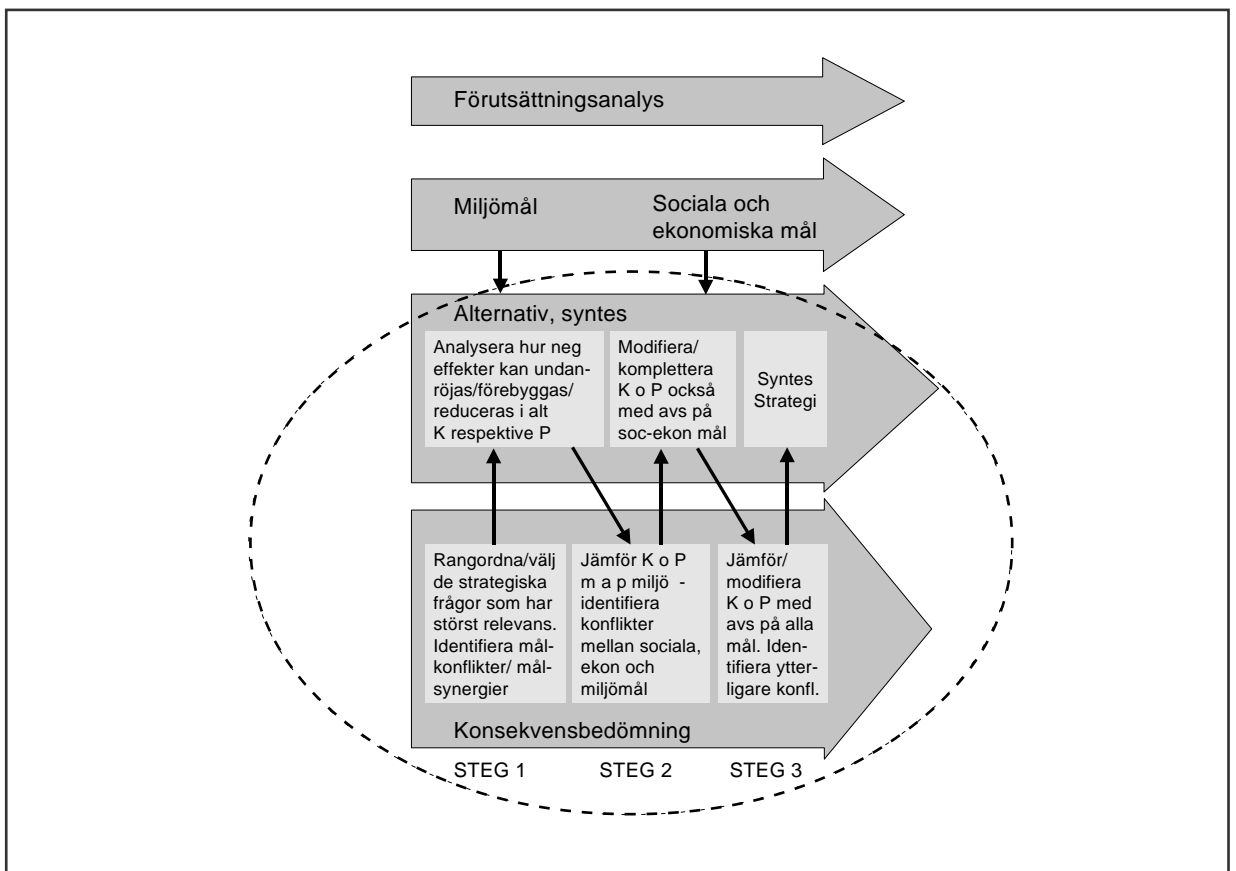 Förutsättningsanalys
Miljömål
Sociala och
ekonomiska mål
Alternativ, syntes
Analysera hur neg
effekter kan undan-
röjas/förebyggas/
reduceras i alt
K respektive P
Modifiera/
komplettera
K o P också
med avs på
soc-ekon mål
Syntes
Strategi
Rangordna/välj
de strategiska
frågor som har
störst relevans.
Identifiera mål-
konflikter/ mål-
synergier
Jämför K o P
m a p miljö -
identifiera
konflikter
mellan sociala,
ekon och
miljömål
Jämför/
modifiera
K o P med
avs på alla
mål. Iden-
tifiera ytter-
ligare konfl.
Konsekvensbedömning
STEG 1
STEG 2
STEG 3